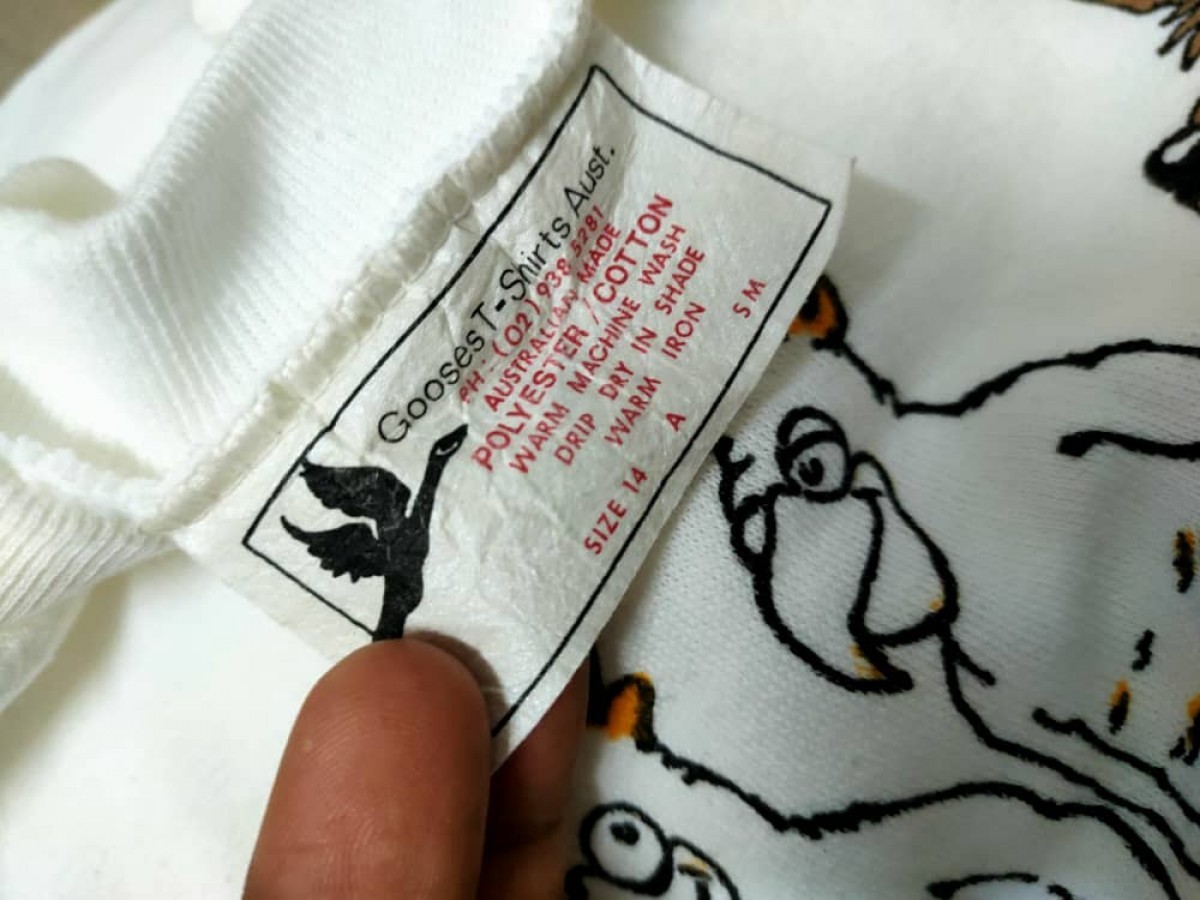 Gooses T-Shirts Aust.
PH: (02) 938 5281
AUSTRALIAN MADE
POLYESTER / COTTON
WARM MACHINE WASH
DRIP DRY IN SHADE
WARM IRON
A
SIZE 14 SM